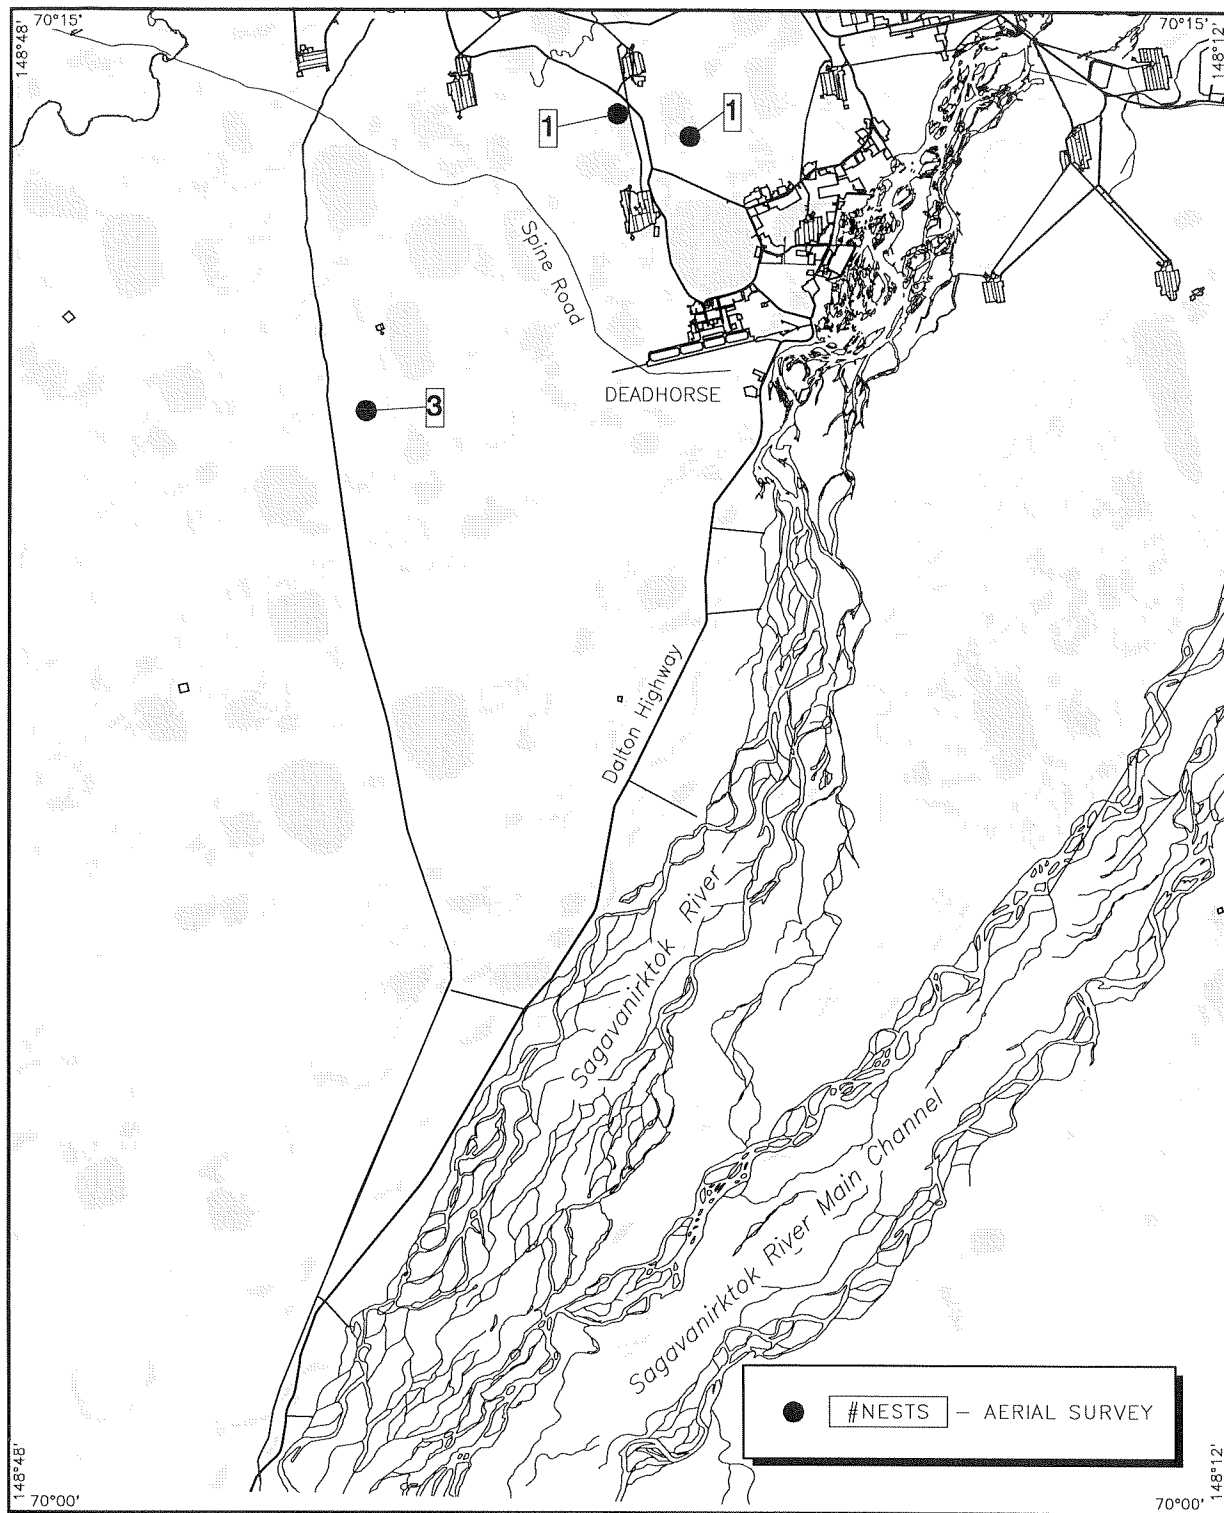 70°15'
70°15'
148°48'
148°12'
1
1
Spine Road
DEADHORSE
3
Dalton Highway
Sagavanirktok River
Sagavanirktok River Main Channel
#NESTS - AERIAL SURVEY
148°48'
148°12'
70°00'
70°00'